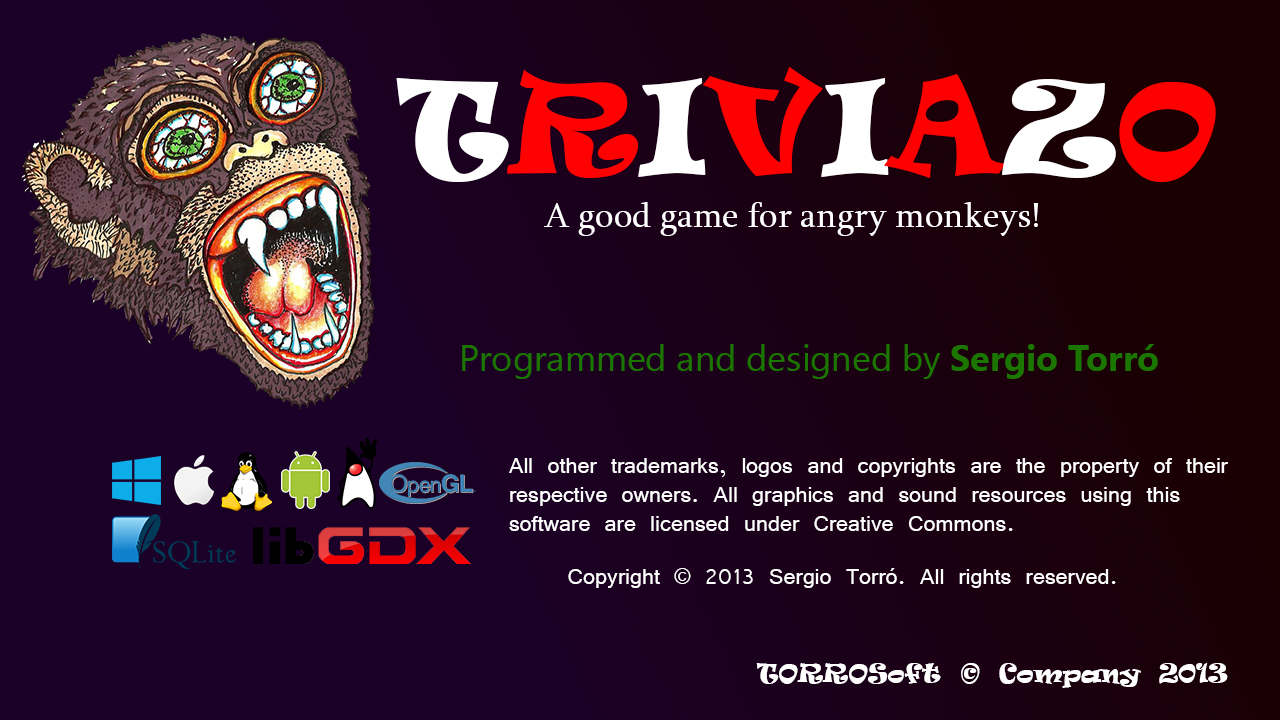 TRIVIAZO
A good game for angry monkeys!
Programmed and designed by Sergio Torró
All other trademarks, logos and copyrights are the property of their
respective owners. All graphics and sound resources using this
software are licensed under Creative Commons.
OpenGL
SQLite
libGDX
Copyright © 2013 Sergio Torró. All rights reserved.
TORROSoft © Company 2013